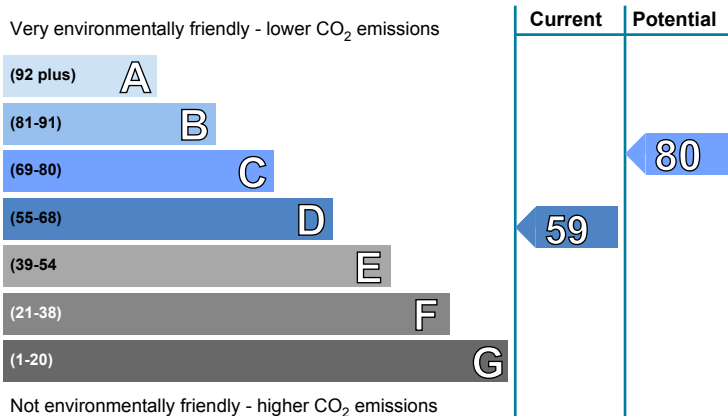 Very environmentally friendly - lower CO2 emissions
Current
Potential
(92 plus) A
(81-91) B
(69-80) C
80
(55-68) D
59
(39-54 E
(21-38) F
(1-20) G
Not environmentally friendly - higher CO2 emissions